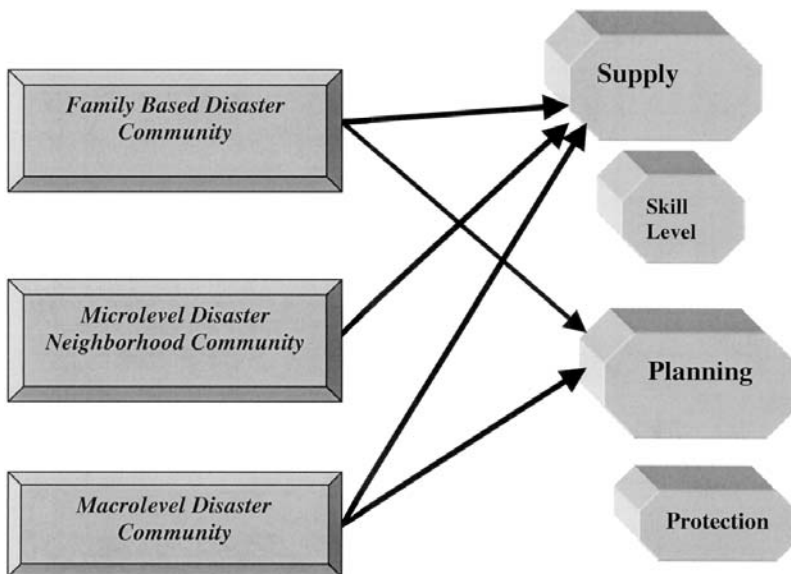 Family Based Disaster
Community
Supply
Skill
Level
Microlevel Disaster
Neighborhood Community
Planning
Macrolevel Disaster
Community
Protection